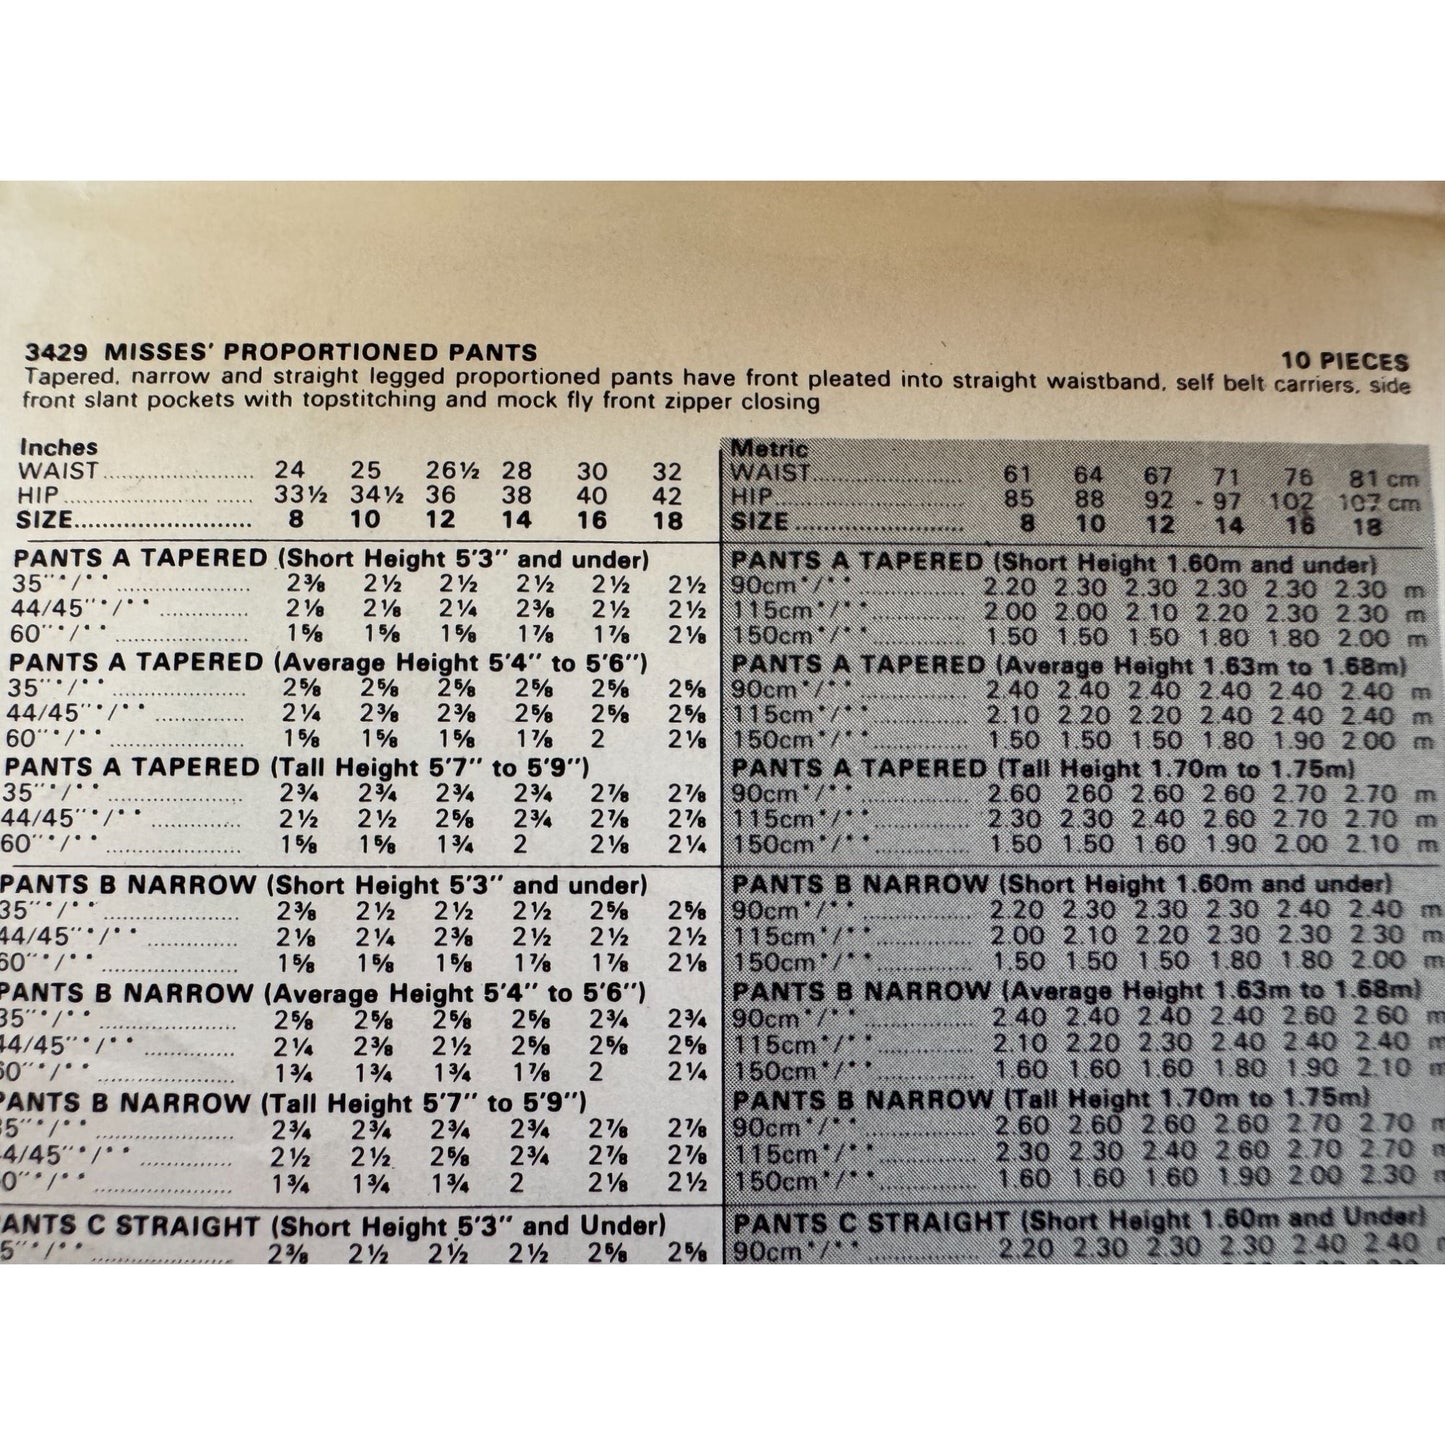 3429 MISSES' PROPORTIONED PANTS 10 PIECES
Tapered, narrow and straight legged proportioned pants have front pleated into straight waistband, self belt carriers, side
front slant pockets with topstitching and mock fly front zipper closing
Inches
WAIST 24 25 26½ 28 30 32
HIP 33½ 34½ 36 38 40 42
SIZE 8 10 12 14 16 18
PANTS A TAPERED (Short Height 5'3" and under)
35"*/** 2⅜ 2½ 2½ 2½ 2½ 2½
44/45"*/** 2⅛ 2⅛ 2¼ 2⅜ 2½ 2½
60"*/** 1⅝ 1⅝ 1⅝ 1⅞ 1⅞ 2⅛
PANTS A TAPERED (Average Height 5'4" to 5'6")
35"*/** 2⅝ 2⅝ 2⅝ 2⅝ 2⅝ 2⅝
44/45"*/** 2¼ 2⅜ 2⅜ 2⅝ 2⅝ 2⅝
60"*/** 1⅝ 1⅝ 1⅝ 1⅞ 2 2⅛
PANTS A TAPERED (Tall Height 5'7" to 5'9")
35"*/** 2¾ 2¾ 2¾ 2¾ 2⅞ 2⅞
44/45"*/** 2½ 2½ 2⅝ 2¾ 2⅞ 2⅞
60"*/** 1⅝ 1⅝ 1¾ 2 2⅛ 2¼
PANTS B NARROW (Short Height 5'3" and under)
35"*/** 2⅜ 2½ 2½ 2½ 2⅝ 2⅝
44/45"*/** 2⅛ 2¼ 2⅜ 2½ 2½ 2½
60"*/** 1⅝ 1⅝ 1⅝ 1⅞ 1⅞ 2⅛
PANTS B NARROW (Average Height 5'4" to 5'6")
35"*/** 2⅝ 2⅝ 2⅝ 2⅝ 2¾ 2¾
44/45"*/** 2¼ 2⅜ 2½ 2⅝ 2⅝ 2⅝
60"*/** 1¾ 1¾ 1¾ 1⅞ 2 2¼
PANTS B NARROW (Tall Height 5'7" to 5'9")
5"*/** 2¾ 2¾ 2¾ 2¾ 2⅞ 2⅞
4/45"*/** 2½ 2½ 2⅝ 2¾ 2⅞ 2⅞
0"*/** 1¾ 1¾ 1¾ 2 2⅛ 2½
ANTS C STRAIGHT (Short Height 5'3" and Under)
5"*/** 2⅜ 2½ 2½ 2½ 2⅝ 2⅝
Metric
WAIST 61 64 67 71 76 81 cm
HIP 85 88 92 - 97 102 107 cm
SIZE 8 10 12 14 16 18
PANTS A TAPERED (Short Height 1.60m and under)
90cm*/** 2.20 2.30 2.30 2.30 2.30 2.30 m
115cm*/** 2.00 2.00 2.10 2.20 2.30 2.30 m
150cm*/** 1.50 1.50 1.50 1.80 1.80 2.00 m
PANTS A TAPERED (Average Height 1.63m to 1.68m)
90cm*/** 2.40 2.40 2.40 2.40 2.40 2.40 m
115cm*/** 2.10 2.20 2.20 2.40 2.40 2.40 m
150cm*/** 1.50 1.50 1.50 1.80 1.90 2.00 m
PANTS A TAPERED (Tall Height 1.70m to 1.75m)
90cm*/** 2.60 260 2.60 2.60 2.70 2.70 m
115cm*/** 2.30 2.30 2.40 2.60 2.70 2.70 m
150cm*/** 1.50 1.50 1.60 1.90 2.00 2.10 m
PANTS B NARROW (Short Height 1.60m and under)
90cm*/** 2.20 2.30 2.30 2.30 2.40 2.40 m
115cm*/** 2.00 2.10 2.20 2.30 2.30 2.30 m
150cm*/** 1.50 1.50 1.50 1.80 1.80 2.00 m
PANTS B NARROW (Average Height 1.63m to 1.68m)
90cm*/** 2.40 2.40 2.40 2.40 2.60 2.60 m
115cm*/** 2.10 2.20 2.30 2.40 2.40 2.40 m
150cm*/** 1.60 1.60 1.60 1.80 1.90 2.10 m
PANTS B NARROW (Tall Height 1.70m to 1.75m)
90cm*/** 2.60 2.60 2.60 2.60 2.70 2.70 m
115cm*/** 2.30 2.30 2.40 2.60 2.70 2.70 m
150cm*/** 1.60 1.60 1.60 1.90 2.00 2.30 m
PANTS C STRAIGHT (Short Height 1.60m and Under)
90cm*/** 2.20 2.30 2.30 2.30 2.40 2.40